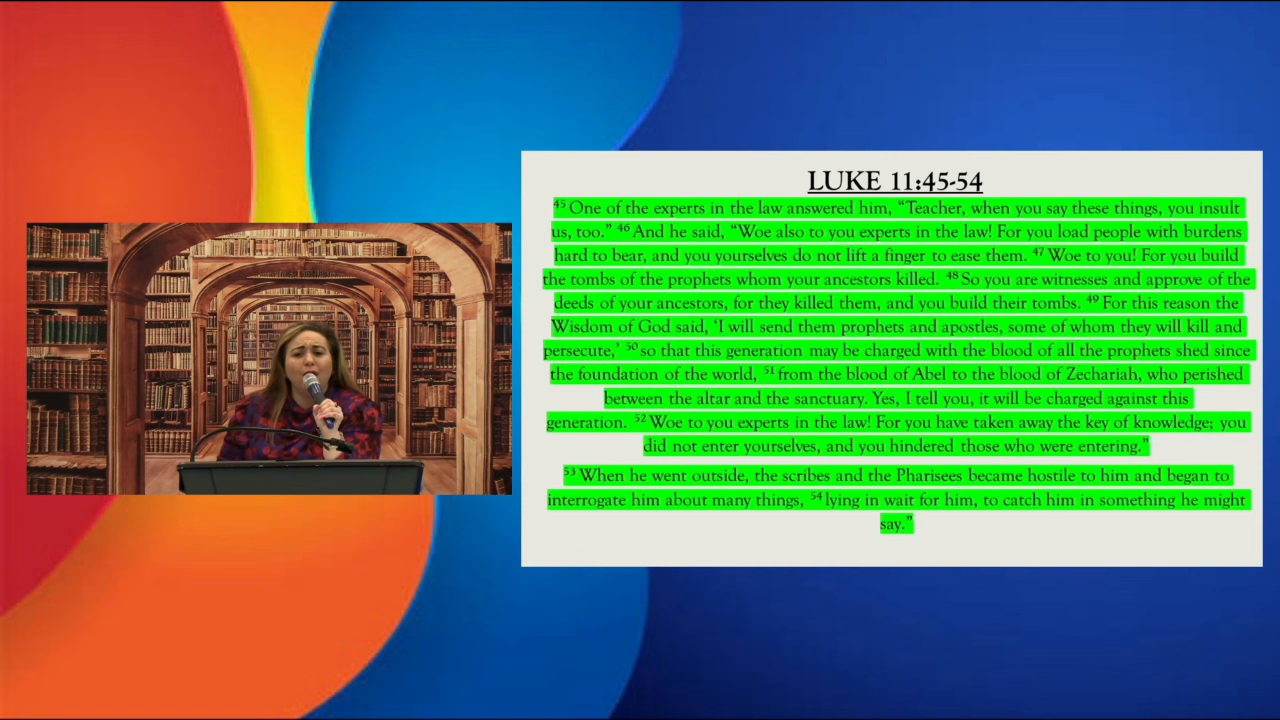 LUKE 11:45-54
45 One of the experts in the law answered him, “Teacher, when you say these things, you insult
us, too.” 46 And he said, “Woe also to you experts in the law! For you load people with burdens
hard to bear, and you yourselves do not lift a finger to ease them. 47 Woe to you! For you build
the tombs of the prophets whom your ancestors killed. 48 So you are witnesses and approve of the
deeds of your ancestors, for they killed them, and you build their tombs. 49 For this reason the
Wisdom of God said, ‘I will send them prophets and apostles, some of whom they will kill and
persecute,’ 50 so that this generation may be charged with the blood of all the prophets shed since
the foundation of the world, 51 from the blood of Abel to the blood of Zechariah, who perished
between the altar and the sanctuary. Yes, I tell you, it will be charged against this
generation. 52 Woe to you experts in the law! For you have taken away the key of knowledge; you
did not enter yourselves, and you hindered those who were entering.”
53 When he went outside, the scribes and the Pharisees became hostile to him and began to
interrogate him about many things, 54 lying in wait for him, to catch him in something he might
say.”